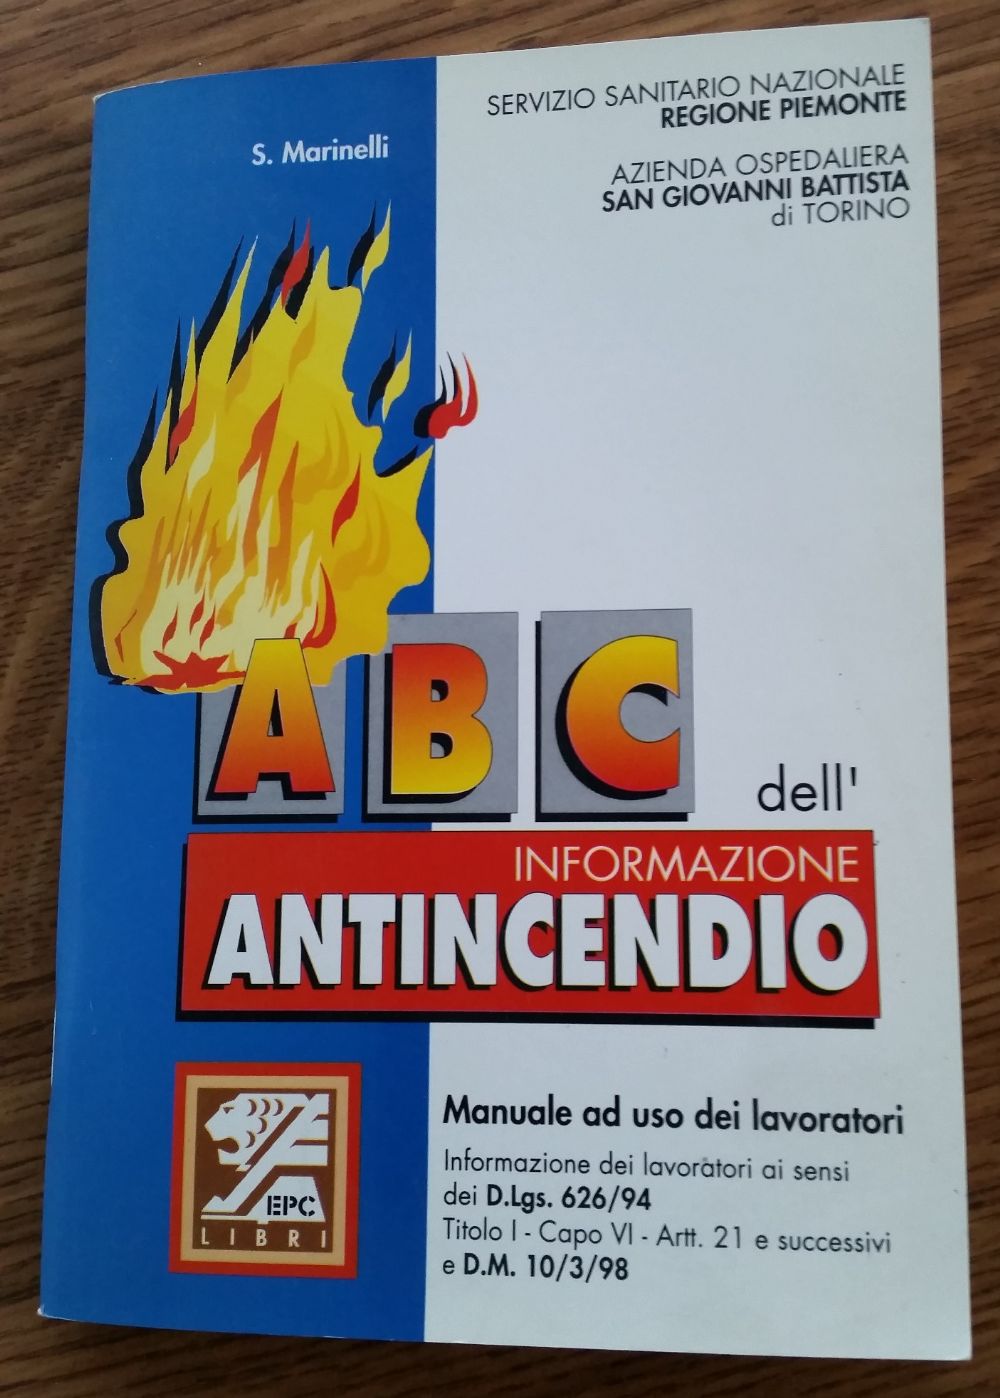 S. Marinelli
SERVIZIO SANITARIO NAZIONALE
REGIONE PIEMONTE
AZIENDA OSPEDALIERA
SAN GIOVANNI BATTISTA
di TORINO
A B C dell'
INFORMAZIONE
ANTINCENDIO
EPC
LIBRI
Manuale ad uso dei lavoratori
Informazione dei lavoratori ai sensi
dei D.Lgs. 626/94
Titolo I - Capo VI - Artt. 21 e successivi
e D.M. 10/3/98